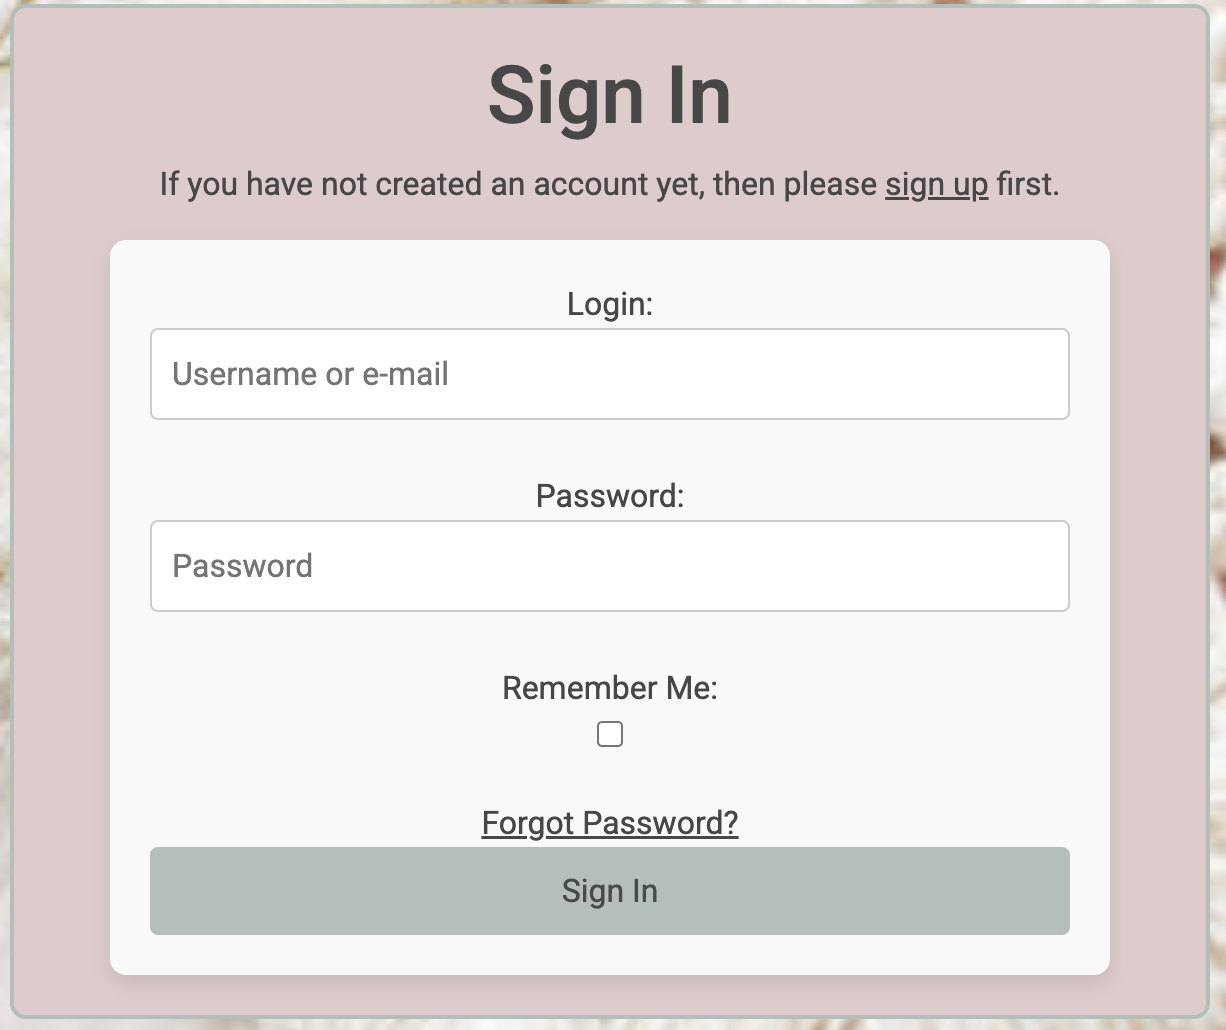 Sign In
If you have not created an account yet, then please sign up first.
Login:
Username or e-mail
Password:
Password
Remember Me:
Forgot Password?
Sign In